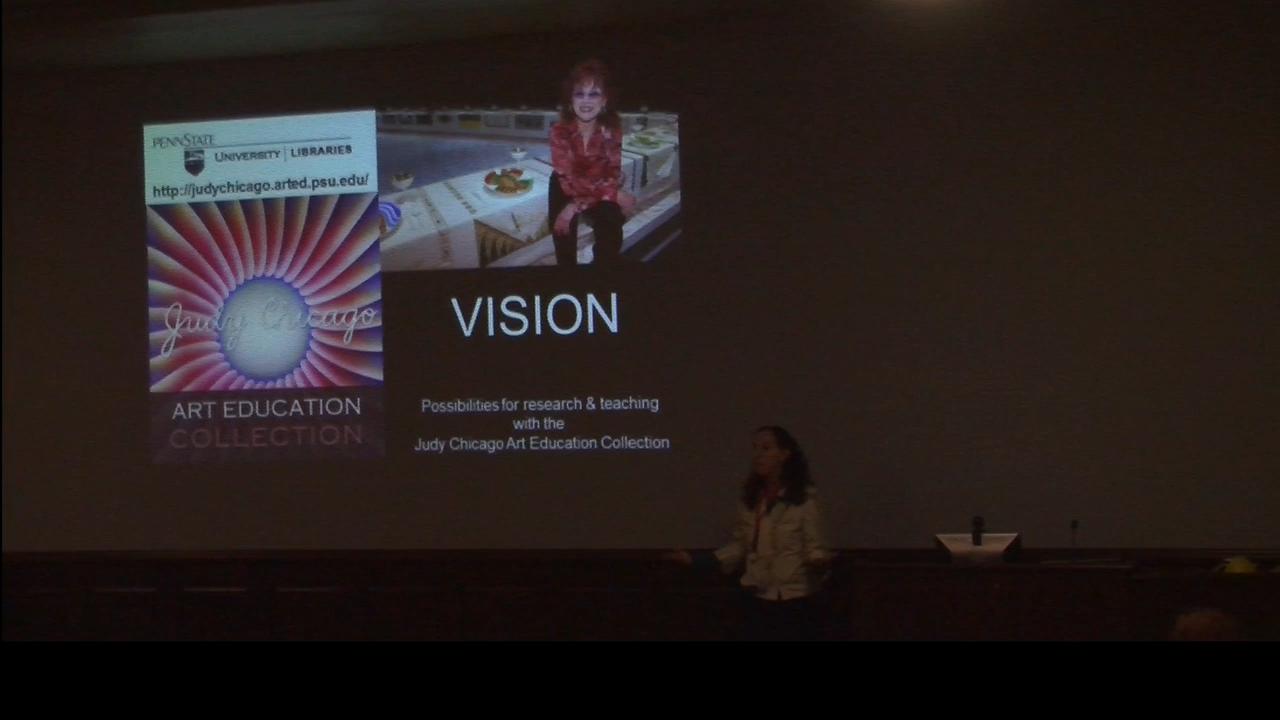 PENNSTATE
UNIVERSITY | LIBRARIES
http://judychicago.arted.psu.edu/
Judy Chicago
ART EDUCATION
COLLECTION
VISION
Possibilities for research & teaching
with the
Judy Chicago Art Education Collection